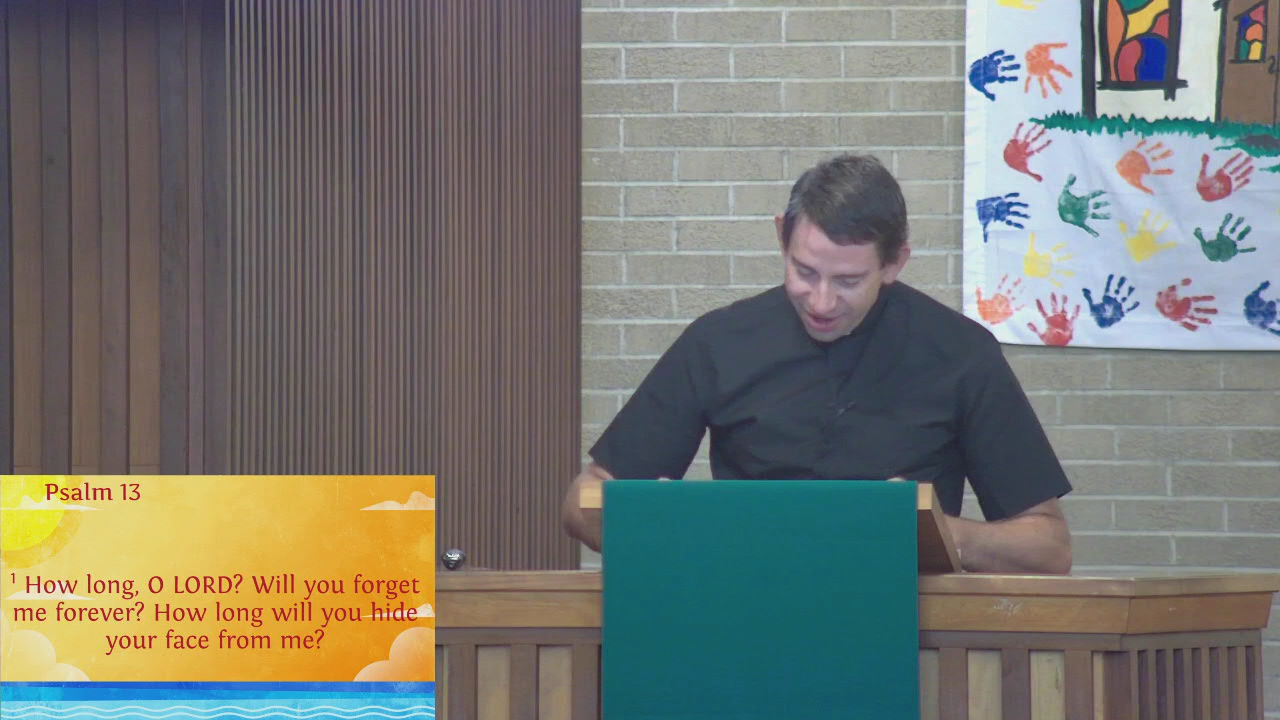 Psalm 13
¹ How long, O LORD? Will you forget
me forever? How long will you hide
your face from me?